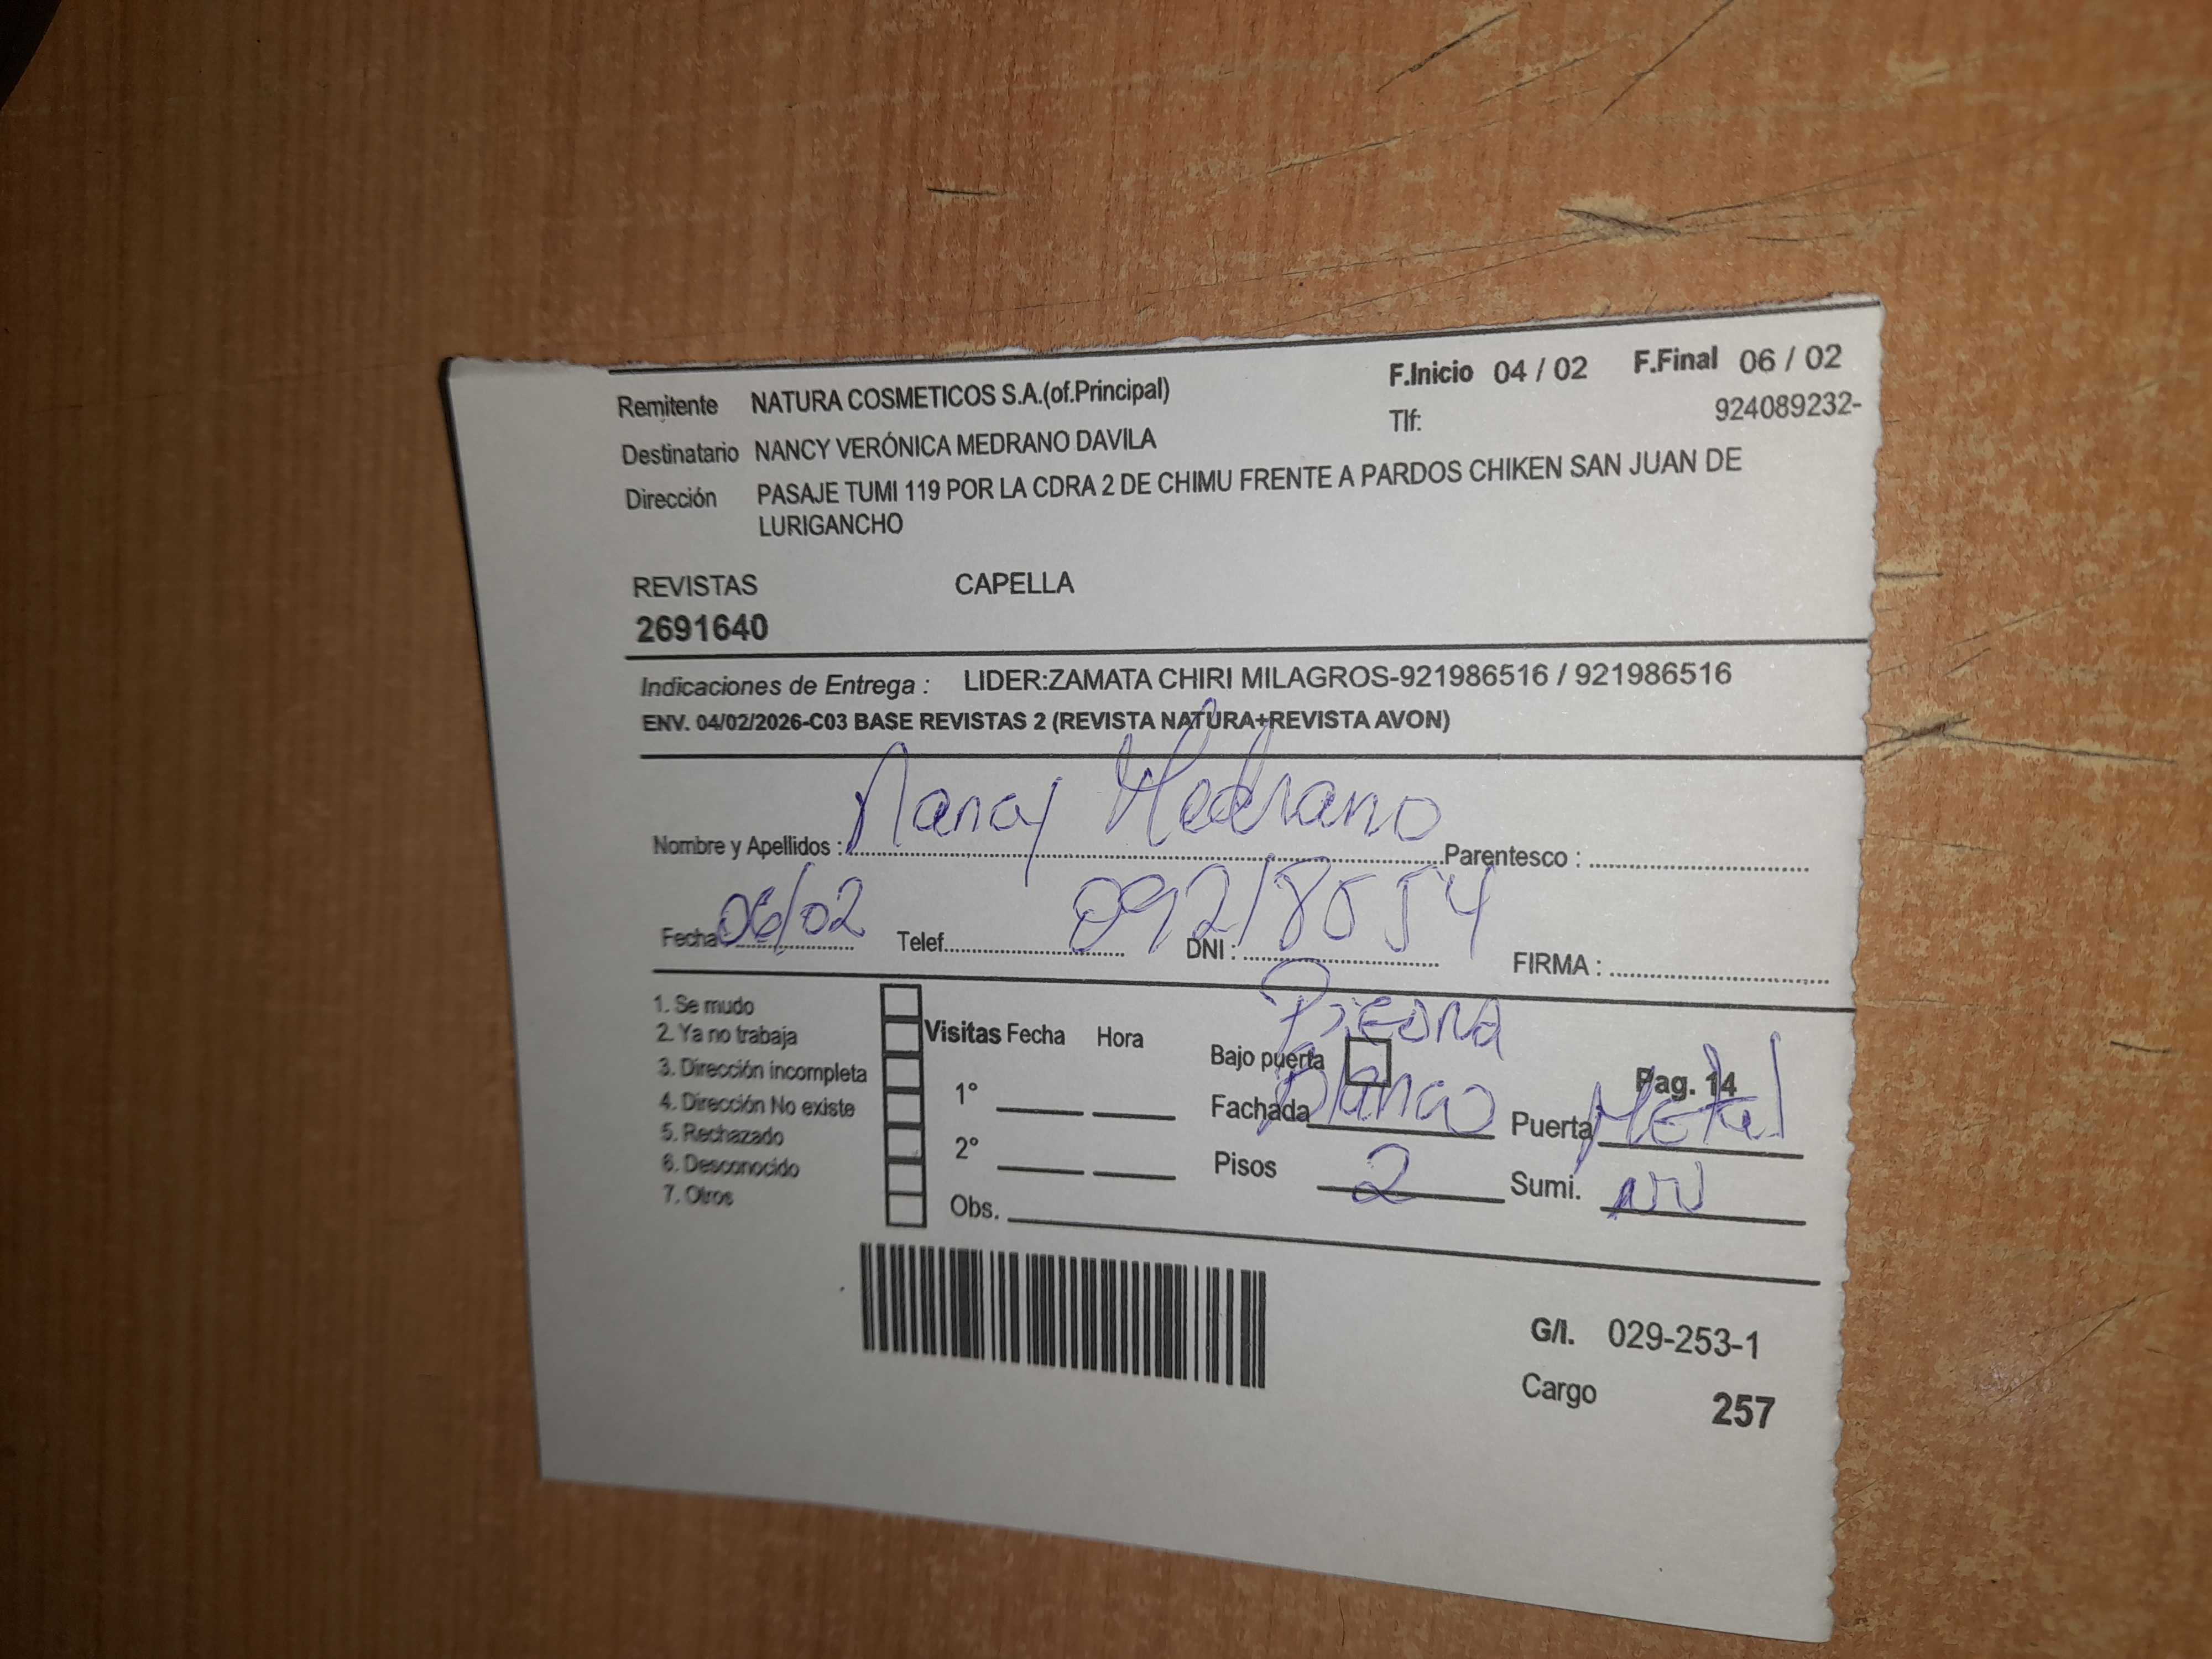 F.Inicio 04 / 02 F.Final 06 / 02
Remitente NATURA COSMETICOS S.A.(of.Principal)
Tlf: 924089232-
Destinatario NANCY VERÓNICA MEDRANO DAVILA
Dirección PASAJE TUMI 119 POR LA CDRA 2 DE CHIMU FRENTE A PARDOS CHIKEN SAN JUAN DE
LURIGANCHO
REVISTAS CAPELLA
2691640
Indicaciones de Entrega : LIDER:ZAMATA CHIRI MILAGROS-921986516 / 921986516
ENV. 04/02/2026-C03 BASE REVISTAS 2 (REVISTA NATURA+REVISTA AVON)
Nombre y Apellidos : Nancy Medrano Parentesco :
Fecha 06/02 Telef. DNI : 09218554 FIRMA :
1. Se mudo
2. Ya no trabaja
3. Dirección incompleta
4. Dirección No existe
5. Rechazado
6. Desconocido
7. Otros
Visitas Fecha Hora
1°
2°
Obs.
Piedra
Bajo puerta Pag. 14
Fachada Blanco Puerta Metal
Pisos 2 Sumi.
G/I. 029-253-1
Cargo 257